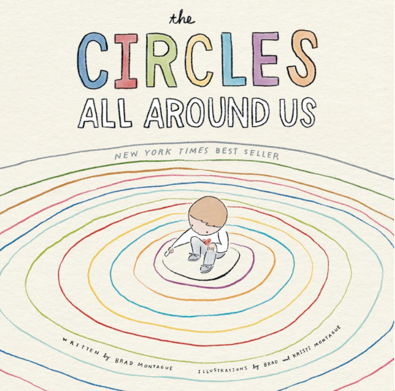 the
CIRCLES
ALL AROUND US
NEW YORK TIMES BEST SELLER
WRITTEN by BRAD MONTAGUE
ILLUSTRATIONS by BRAD and KRISTI MONTAGUE